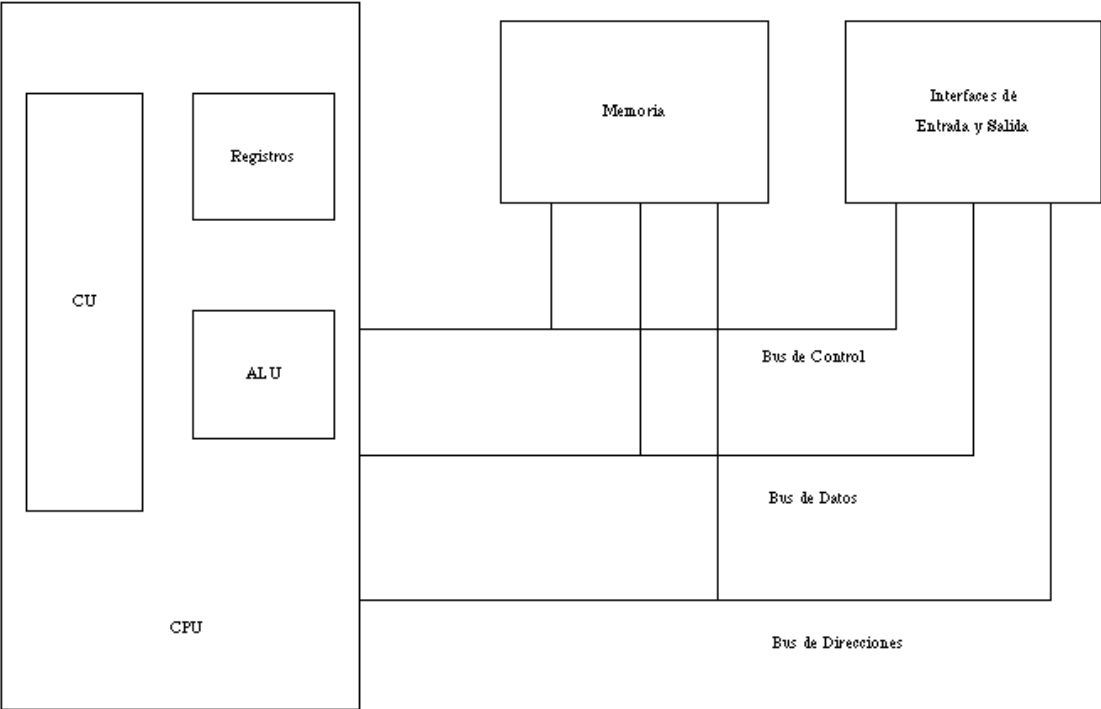 Memoria
Interfaces de
Entrada y Salida
Registros
CU
ALU
Bus de Control
Bus de Datos
CPU
Bus de Direcciones